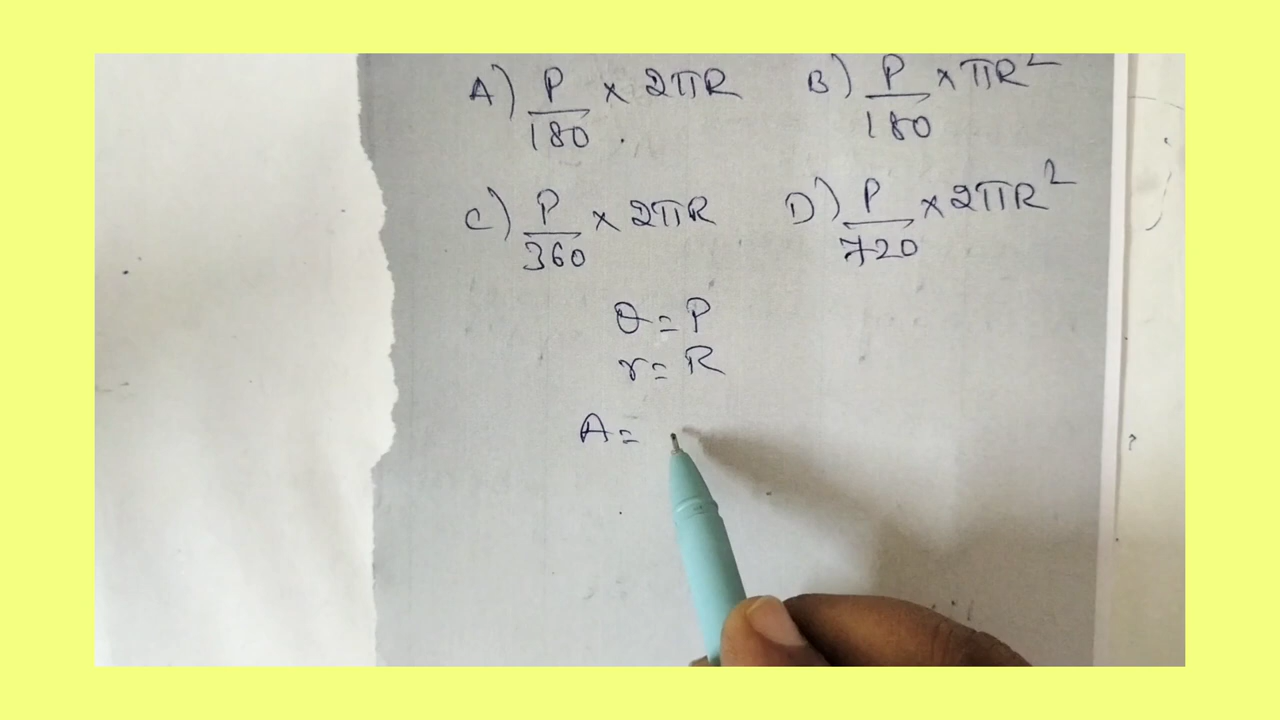 A) P/180 × 2πR B) P/180 × πR²
C) P/360 × 2πR D) P/720 × 2πR²
θ = P
r = R
A =